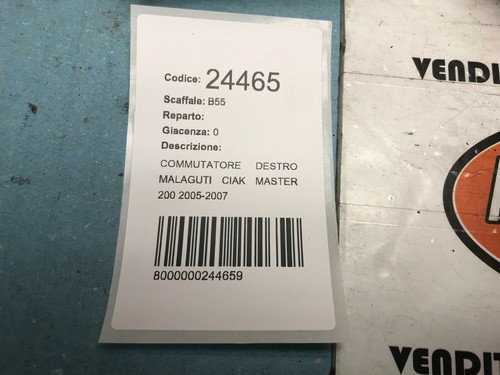 Codice: 24465
Scaffale: B55
Reparto:
Giacenza: 0
Descrizione:
COMMUTATORE DESTRO
MALAGUTI CIAK MASTER
200 2005-2007
8000000244659
VENDI
VENDIT